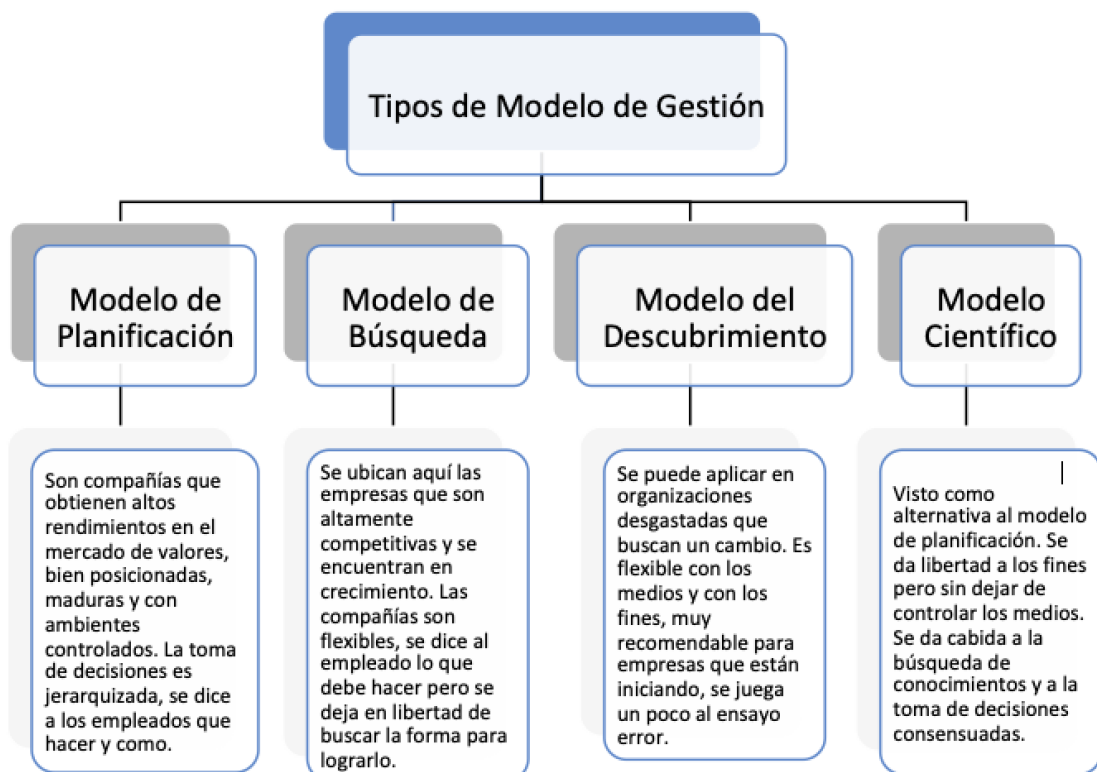 Tipos de Modelo de Gestión
Modelo de
Planificación
Modelo de
Búsqueda
Modelo del
Descubrimiento
Modelo
Científico
Son compañías que
obtienen altos
rendimientos en el
mercado de valores,
bien posicionadas,
maduras y con
ambientes
controlados. La toma
de decisiones es
jerarquizada, se dice
a los empleados que
hacer y como.
Se ubican aquí las
empresas que son
altamente
competitivas y se
encuentran en
crecimiento. Las
compañías son
flexibles, se dice al
empleado lo que
debe hacer pero se
deja en libertad de
buscar la forma para
lograrlo.
Se puede aplicar en
organizaciones
desgastadas que
buscan un cambio. Es
flexible con los
medios y con los
fines, muy
recomendable para
empresas que están
iniciando, se juega
un poco al ensayo
error.
Visto como
alternativa al modelo
de planificación. Se
da libertad a los fines
pero sin dejar de
controlar los medios.
Se da cabida a la
búsqueda de
conocimientos y a la
toma de decisiones
consensuadas.